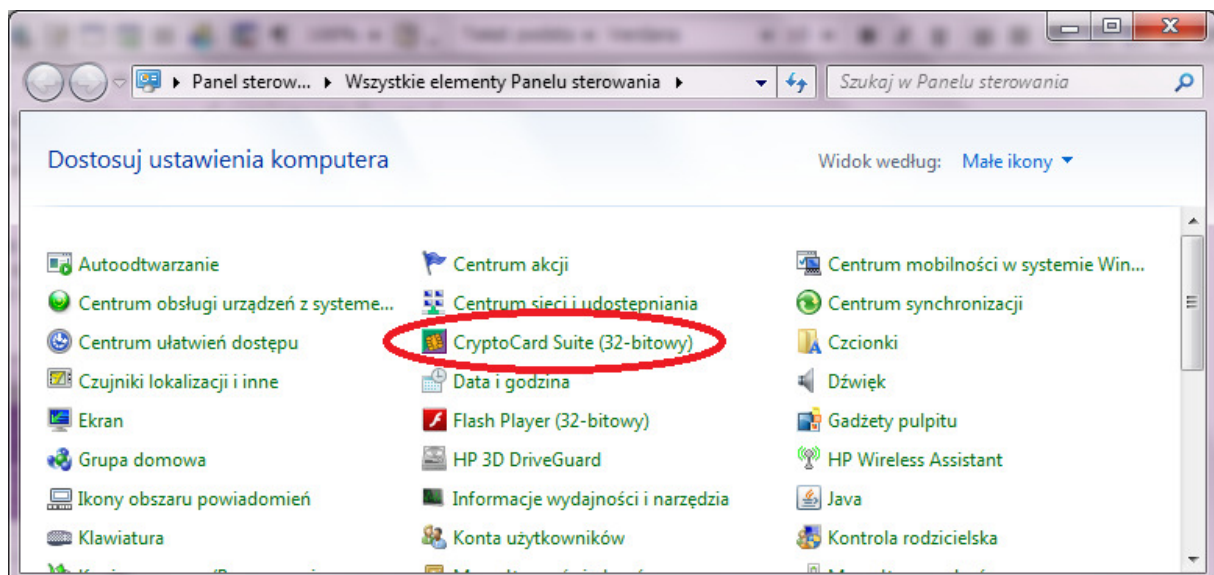 Panel sterow... Wszystkie elementy Panelu sterowania Szukaj w Panelu sterowania
Dostosuj ustawienia komputera Widok według: Małe ikony
Autoodtwarzanie Centrum akcji Centrum mobilności w systemie Win...
Centrum obsługi urządzeń z systeme... Centrum sieci i udostępniania Centrum synchronizacji
Centrum ułatwień dostępu CryptoCard Suite (32-bitowy) Czcionki
Czujniki lokalizacji i inne Data i godzina Dźwięk
Ekran Flash Player (32-bitowy) Gadżety pulpitu
Grupa domowa HP 3D DriveGuard HP Wireless Assistant
Ikony obszaru powiadomień Informacje wydajności i narzędzia Java
Klawiatura Konta użytkowników Kontrola rodzicielska